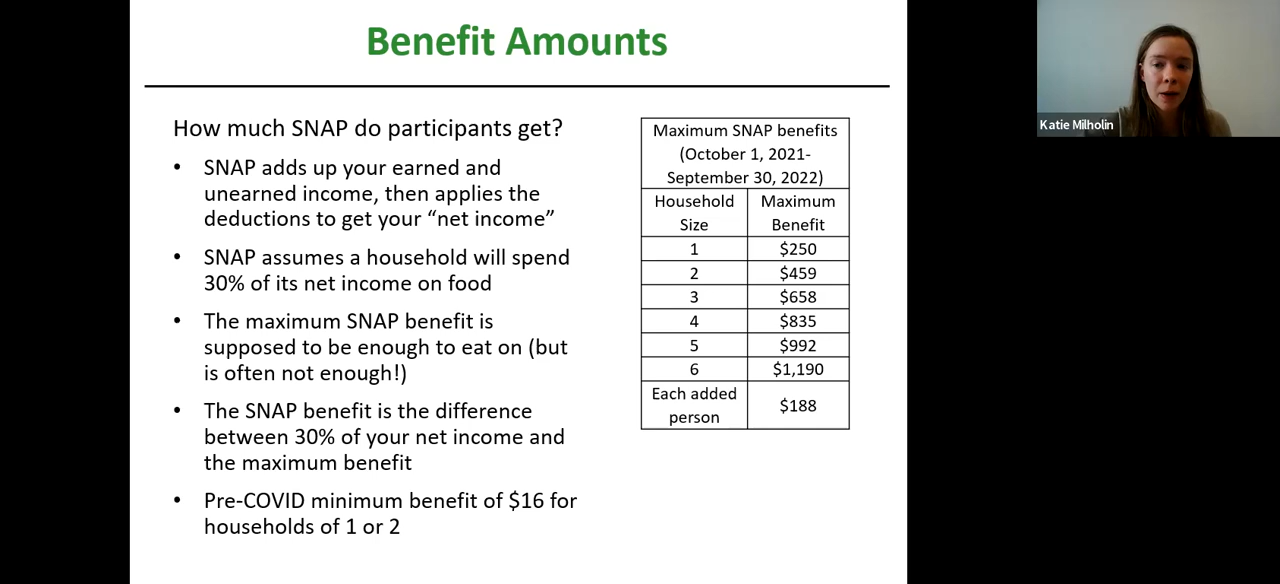 Benefit Amounts
How much SNAP do participants get?
• SNAP adds up your earned and
unearned income, then applies the
deductions to get your “net income”
• SNAP assumes a household will spend
30% of its net income on food
• The maximum SNAP benefit is
supposed to be enough to eat on (but
is often not enough!)
• The SNAP benefit is the difference
between 30% of your net income and
the maximum benefit
• Pre-COVID minimum benefit of $16 for
households of 1 or 2
Maximum SNAP benefits
(October 1, 2021-
September 30, 2022)
Household Size Maximum Benefit
1 $250
2 $459
3 $658
4 $835
5 $992
6 $1,190
Each added person $188
Katie Milholin